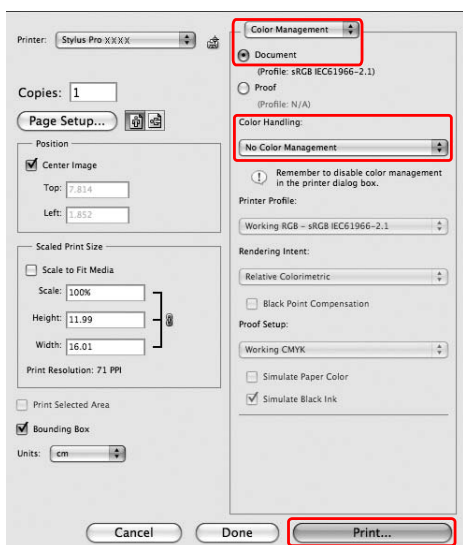 Printer: Stylus Pro XXXX
Copies: 1
Page Setup...
Position
Center Image
Top: 7.814
Left: 1.852
Scaled Print Size
Scale to Fit Media
Scale: 100%
Height: 11.99
Width: 16.01
Print Resolution: 71 PPI
Print Selected Area
Bounding Box
Units: cm
Color Management
Document
(Profile: sRGB IEC61966-2.1)
Proof
(Profile: N/A)
Color Handling:
No Color Management
Remember to disable color management
in the printer dialog box.
Printer Profile:
Working RGB - sRGB IEC61966-2.1
Rendering Intent:
Relative Colorimetric
Black Point Compensation
Proof Setup:
Working CMYK
Simulate Paper Color
Simulate Black Ink
Cancel
Done
Print...